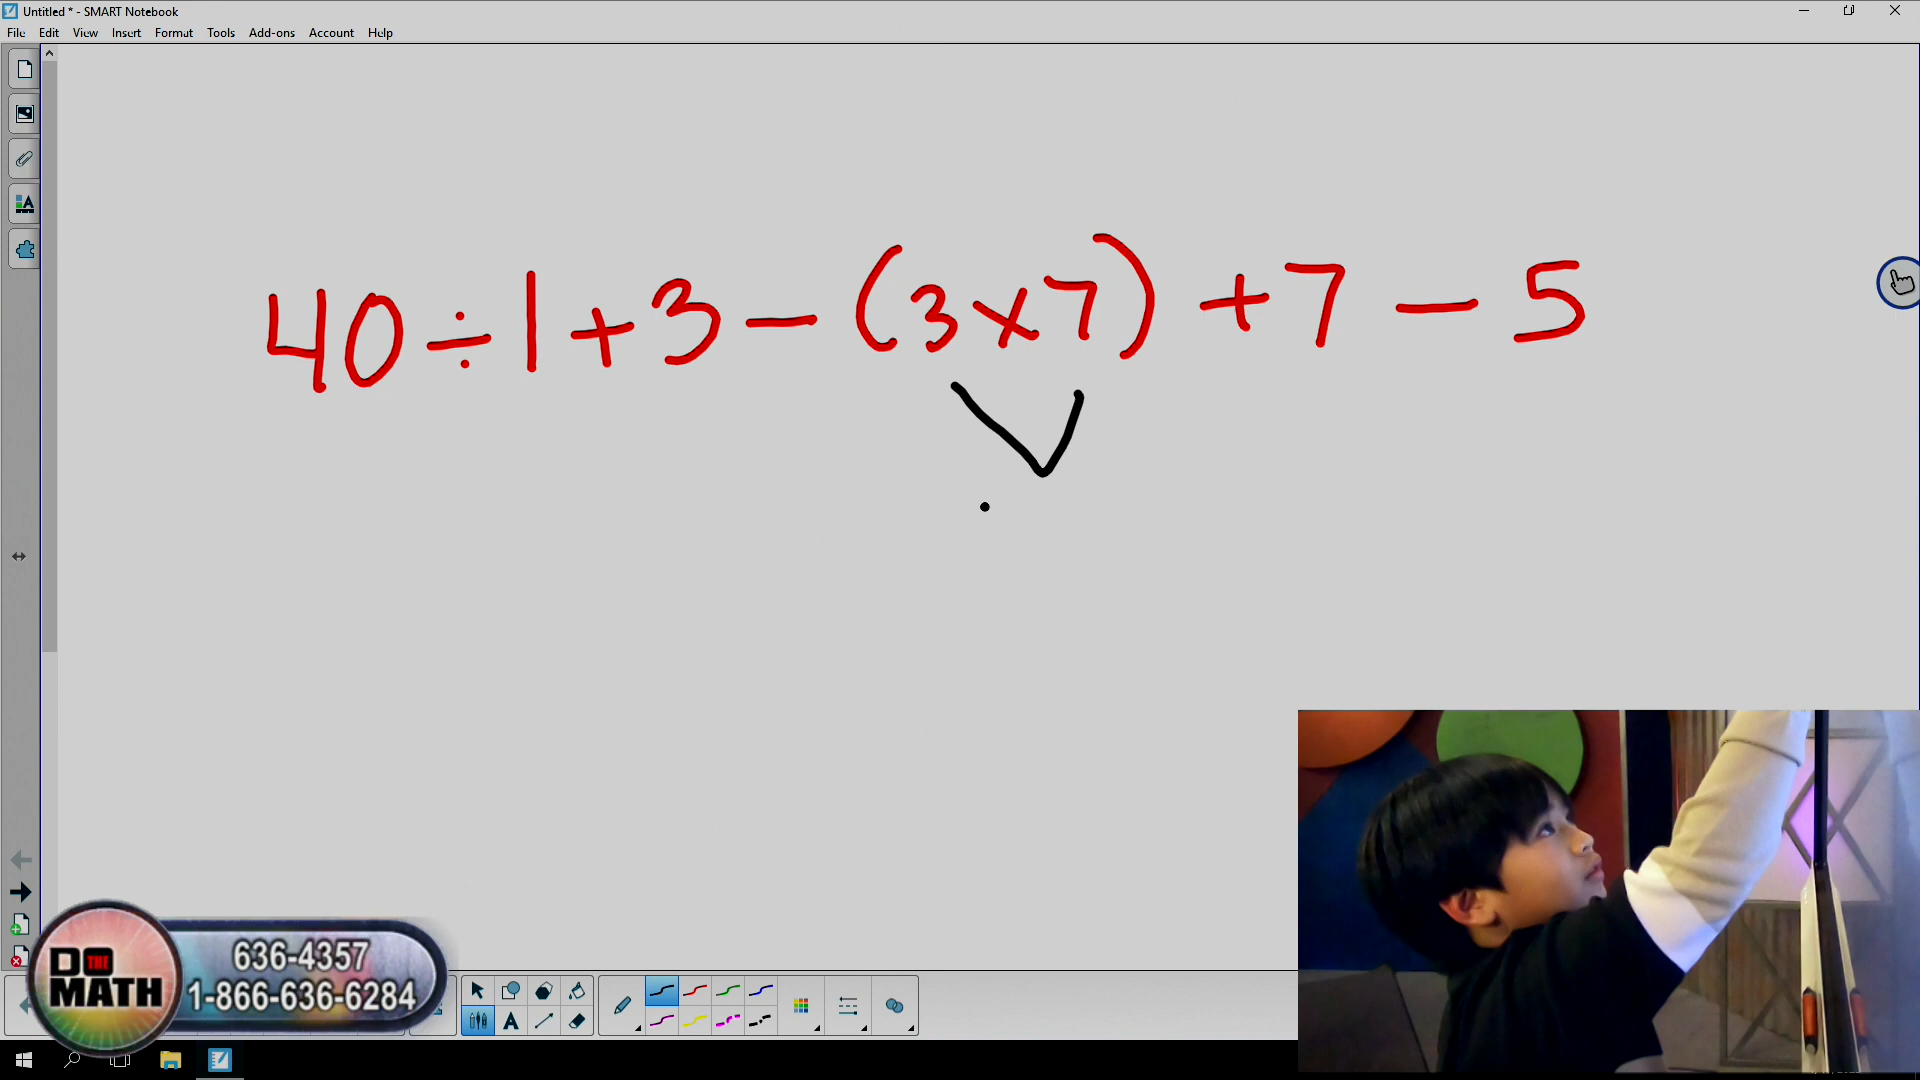 Untitled * - SMART Notebook
File Edit View Insert Format Tools Add-ons Account Help
40 ÷ 1 + 3 − (3 x 7) + 7 − 5
DO THE MATH
636-4357
1-866-636-6284